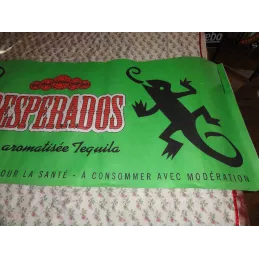 ESPERADOS
aromatisée Tequila
OUR LA SANTÉ - À CONSOMMER AVEC MODÉRATION